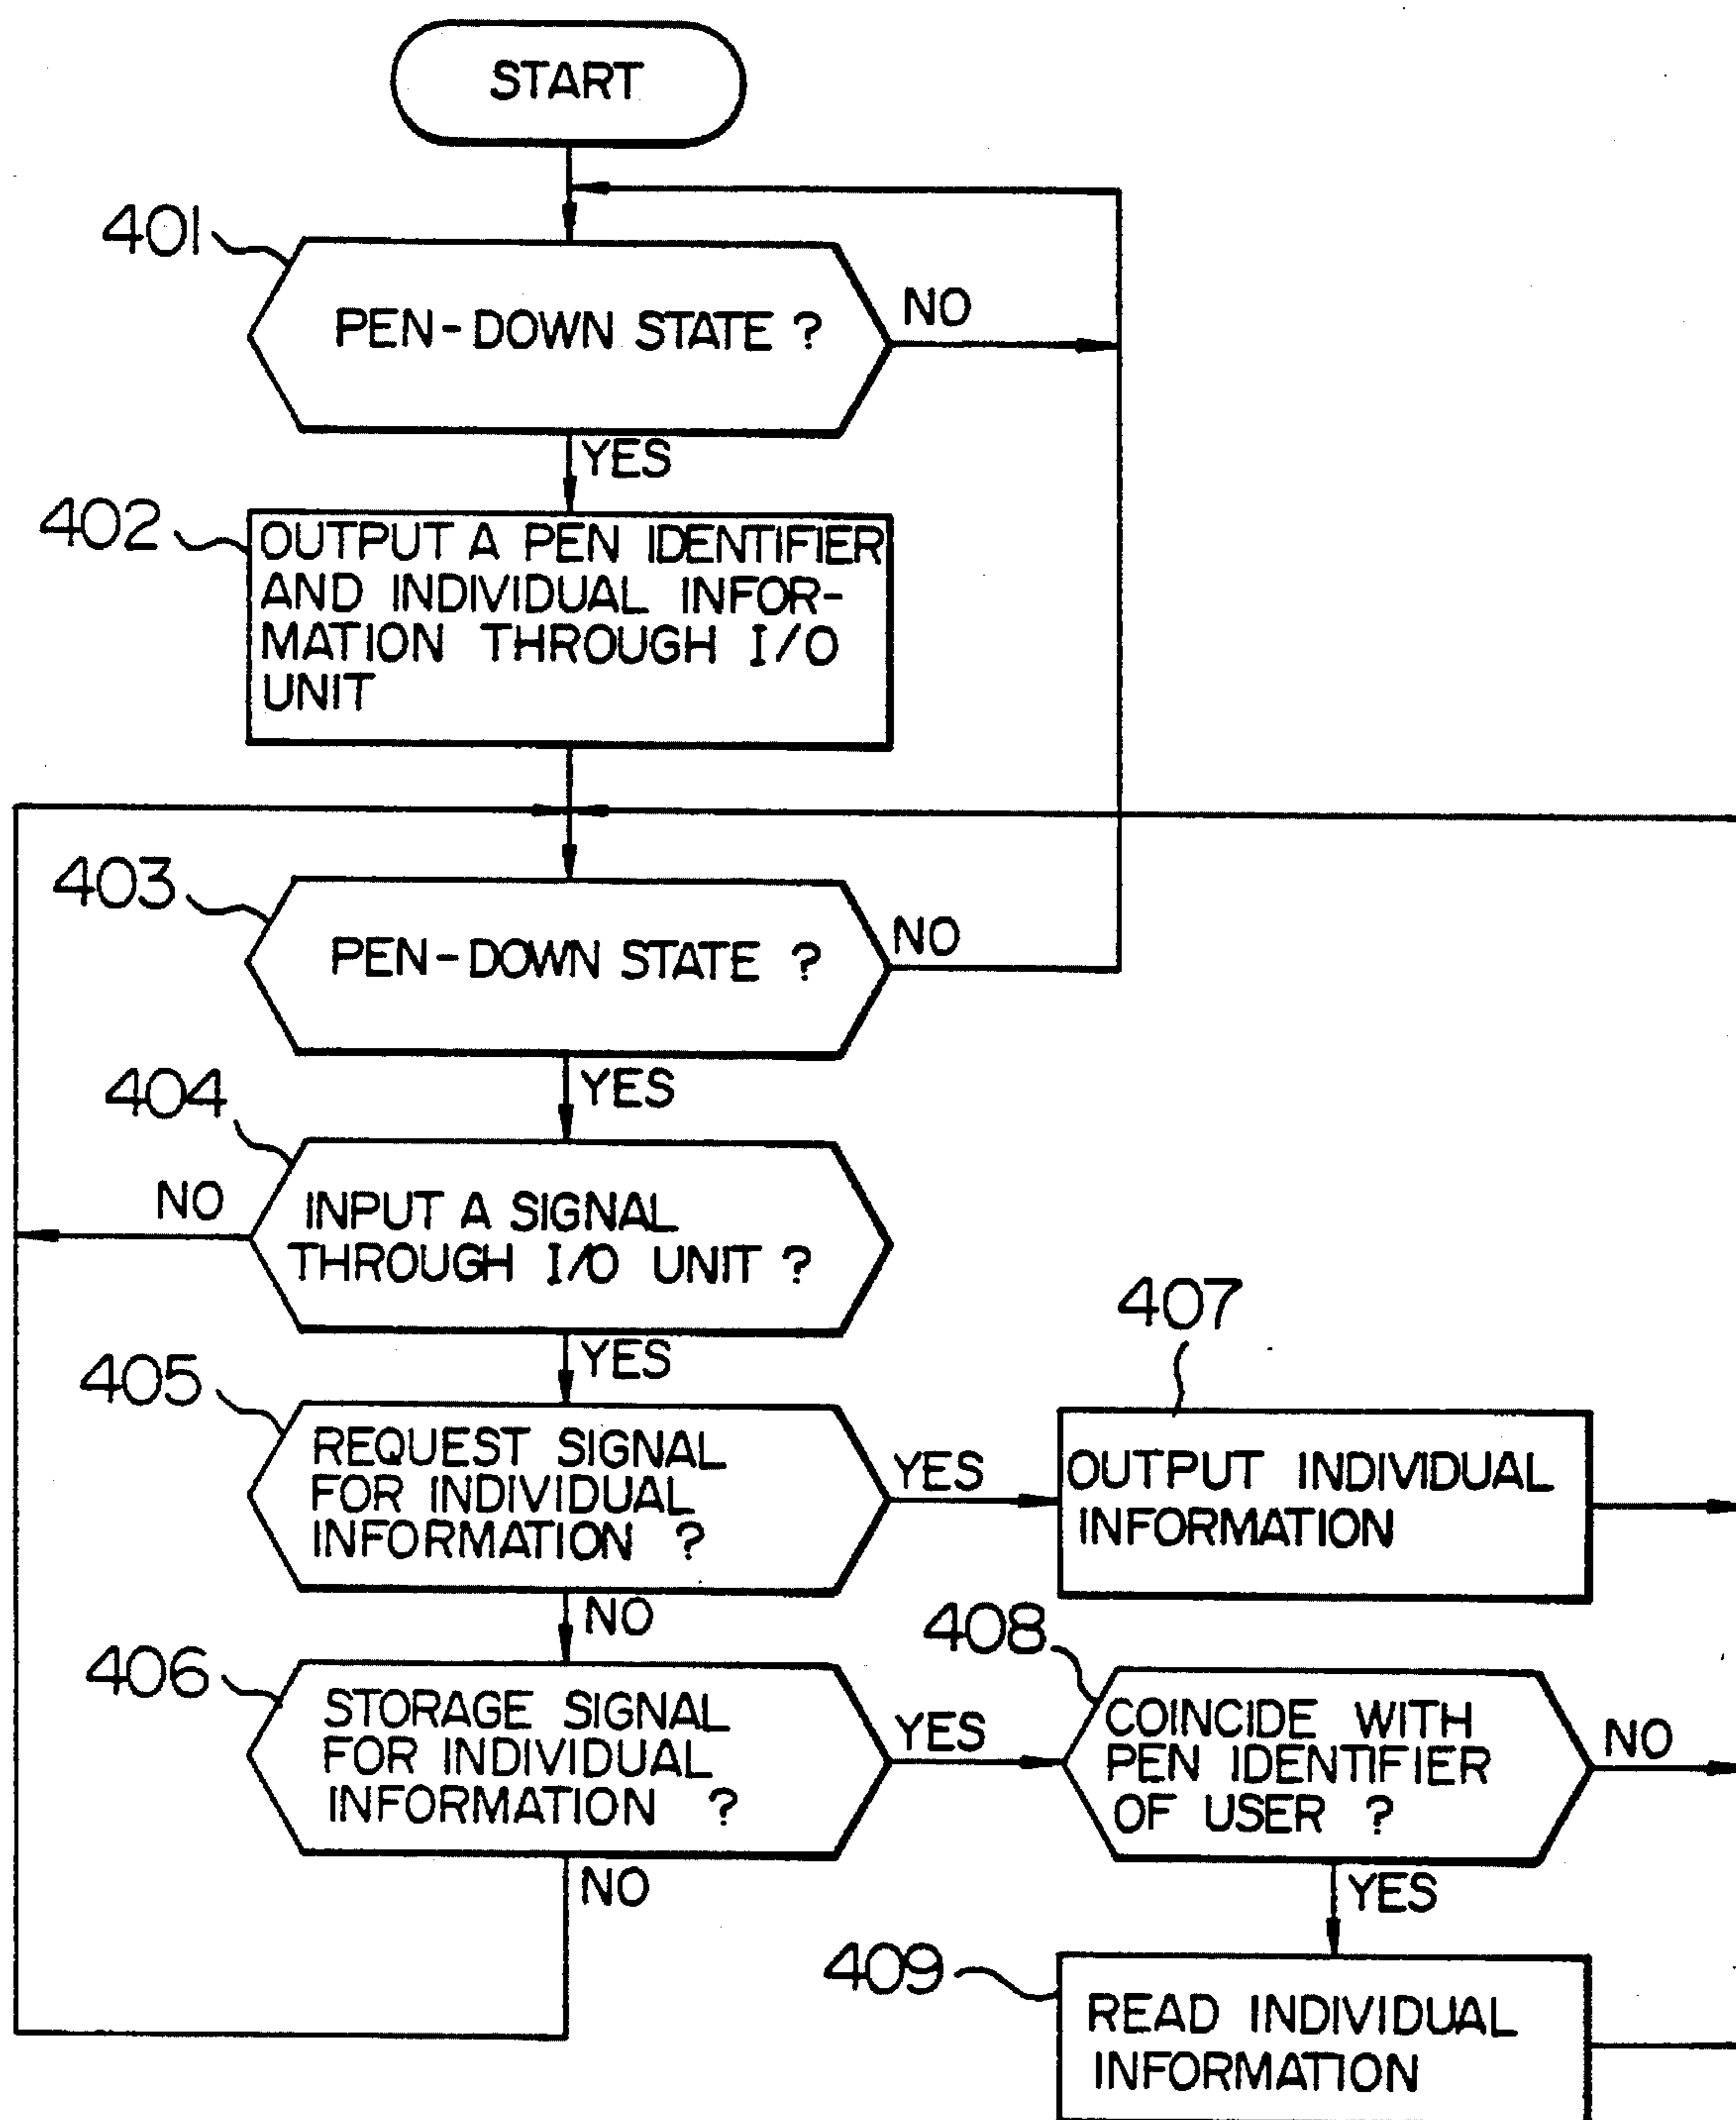 START
401
PEN-DOWN STATE ?
NO
YES
402
OUTPUT A PEN IDENTIFIER
AND INDIVIDUAL INFOR-
MATION THROUGH I/O
UNIT
403
PEN-DOWN STATE ?
NO
YES
404
NO
INPUT A SIGNAL
THROUGH I/O UNIT ?
YES
405
REQUEST SIGNAL
FOR INDIVIDUAL
INFORMATION ?
YES
407
OUTPUT INDIVIDUAL
INFORMATION
NO
406
STORAGE SIGNAL
FOR INDIVIDUAL
INFORMATION ?
YES
408
COINCIDE WITH
PEN IDENTIFIER
OF USER ?
NO
NO
YES
409
READ INDIVIDUAL
INFORMATION